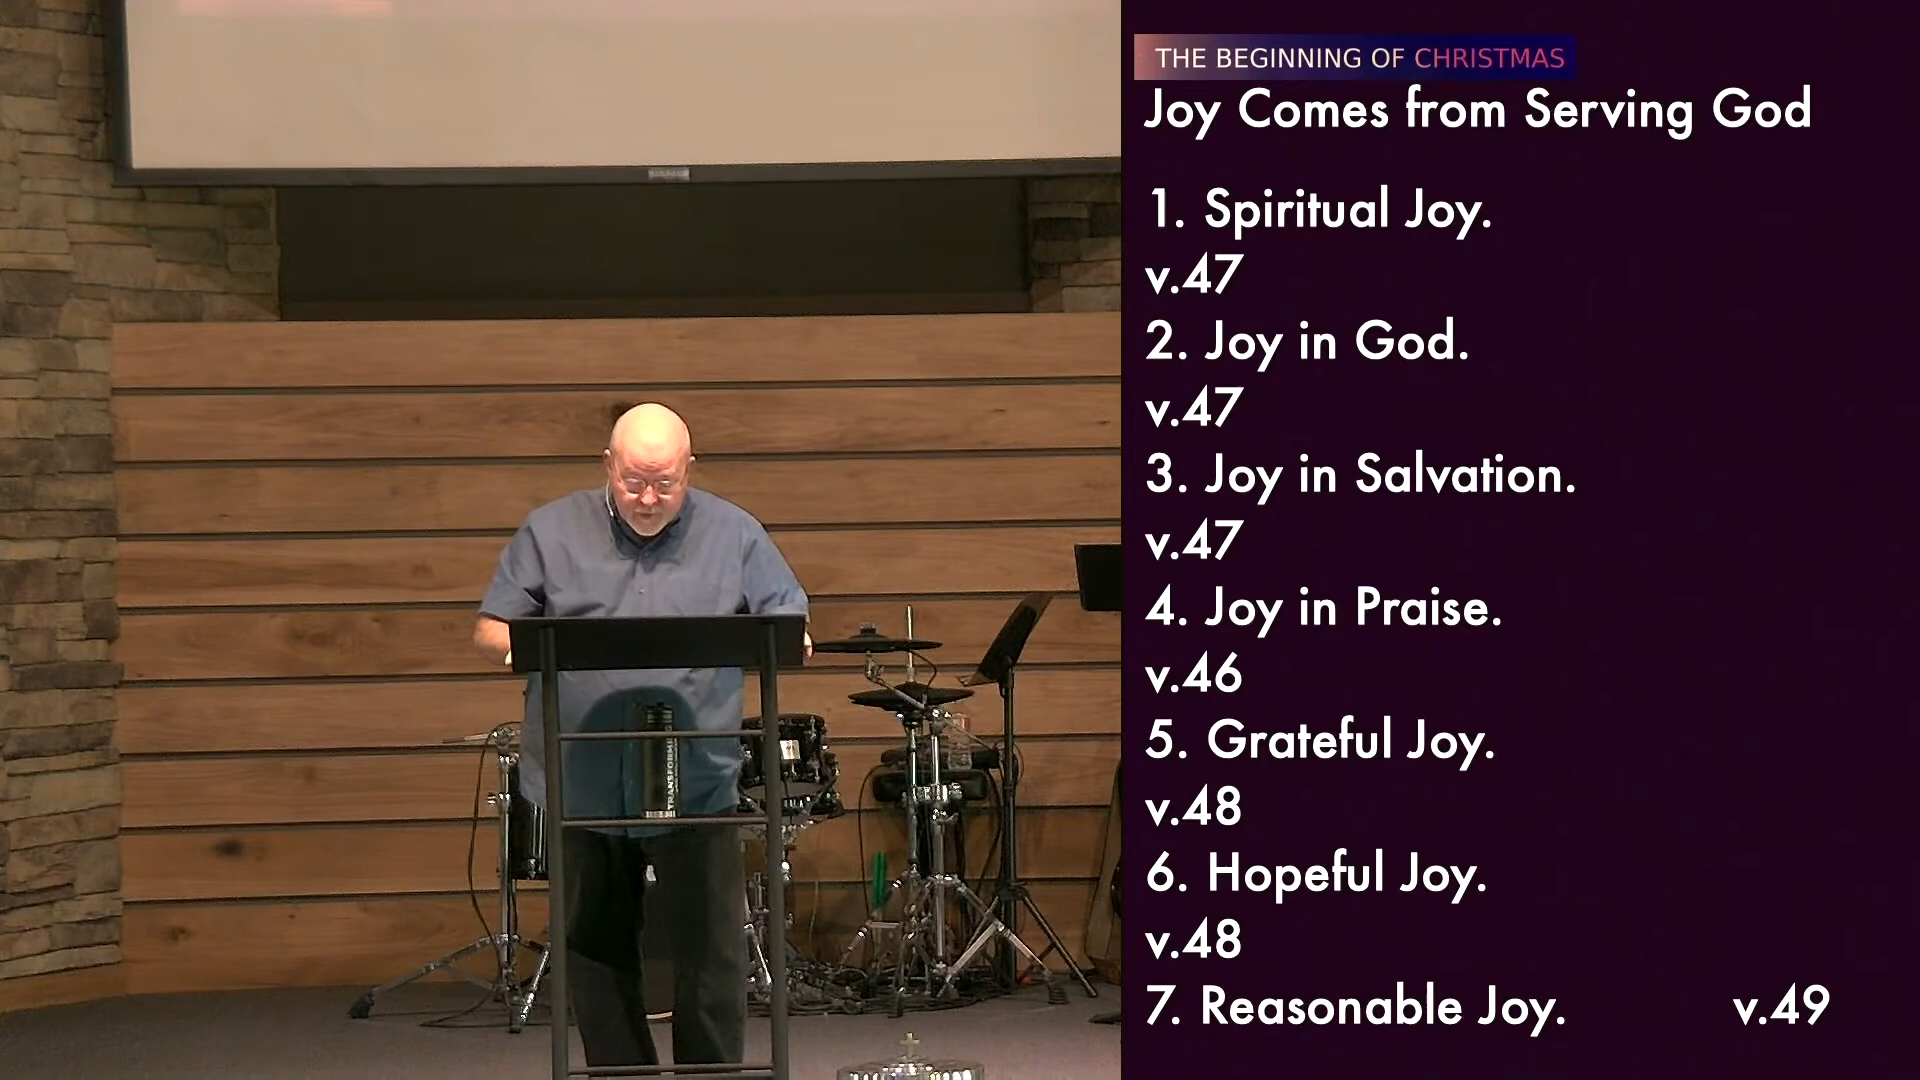 THE BEGINNING OF CHRISTMAS
Joy Comes from Serving God
1. Spiritual Joy.
v.47
2. Joy in God.
v.47
3. Joy in Salvation.
v.47
4. Joy in Praise.
v.46
5. Grateful Joy.
v.48
6. Hopeful Joy.
v.48
7. Reasonable Joy. v.49
TRANSFORMING